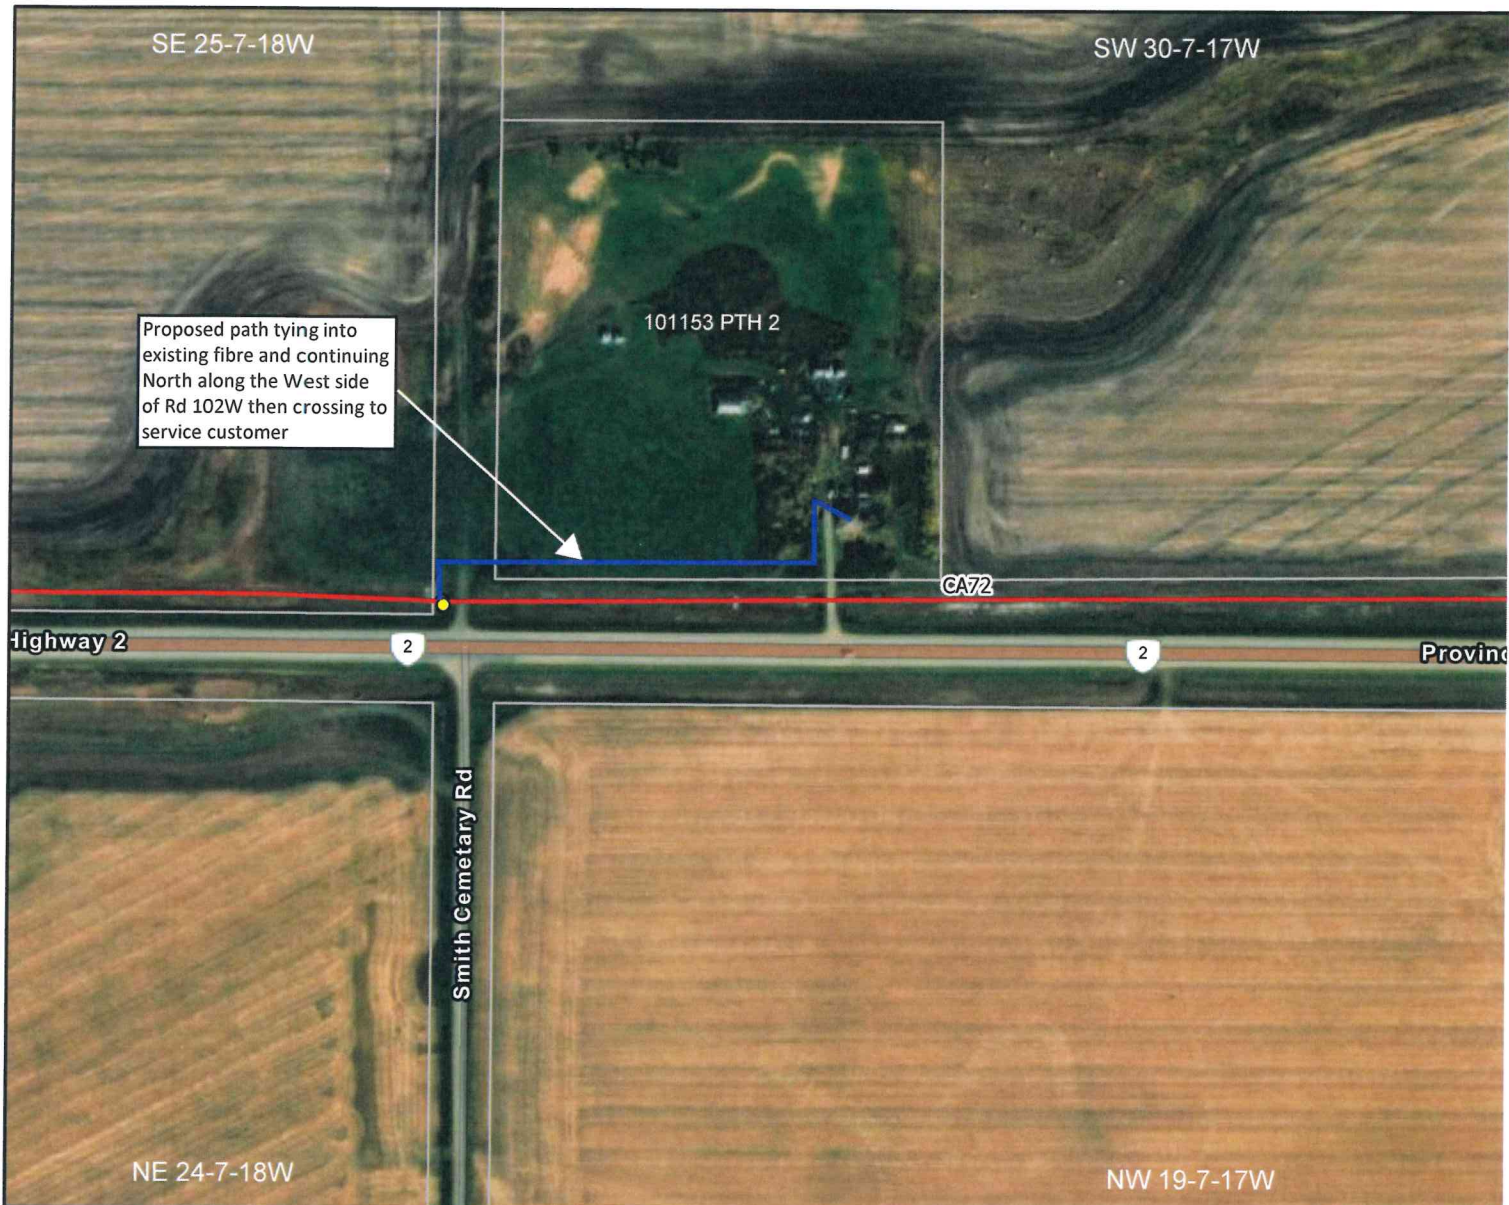 SE 25-7-18W
SW 30-7-17W
Proposed path tying into
existing fibre and continuing
North along the West side
of Rd 102W then crossing to
service customer
101153 PTH 2
CA72
Highway 2
2
2
Provinc
Smith Cemetary Rd
NE 24-7-18W
NW 19-7-17W